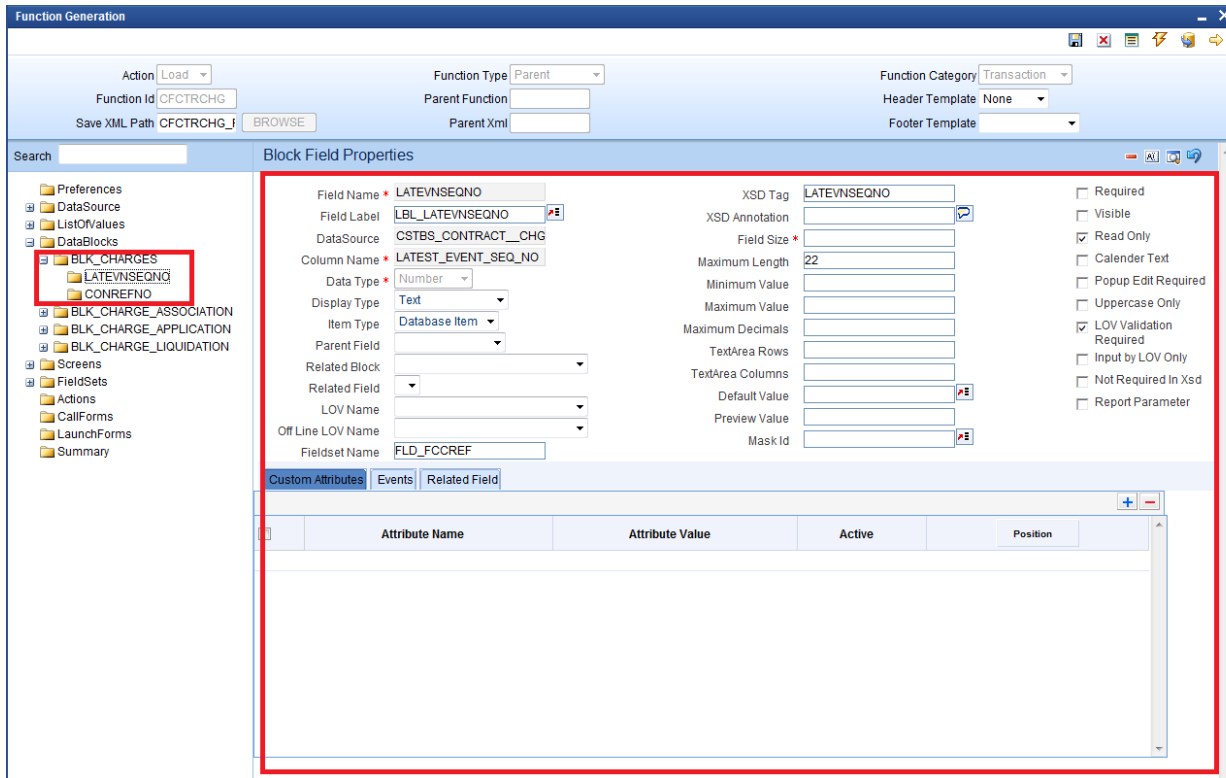 Function Generation
Action Load
Function Type Parent
Function Category Transaction
Function Id CFCTRCHG
Parent Function
Header Template None
Save XML Path CFCTRCHG_ BROWSE
Parent Xml
Footer Template
Search
Block Field Properties
Preferences
DataSource
ListOfValues
DataBlocks
BLK_CHARGES
LATEVNSEQNO
CONREFNO
BLK_CHARGE_ASSOCIATION
BLK_CHARGE_APPLICATION
BLK_CHARGE_LIQUIDATION
Screens
FieldSets
Actions
CallForms
LaunchForms
Summary
Field Name * LATEVNSEQNO
Field Label LBL_LATEVNSEQNO
DataSource CSTBS_CONTRACT__CHG
Column Name * LATEST_EVENT_SEQ_NO
Data Type * Number
Display Type Text
Item Type Database Item
Parent Field
Related Block
Related Field
LOV Name
Off Line LOV Name
Fieldset Name FLD_FCCREF
XSD Tag LATEVNSEQNO
XSD Annotation
Field Size *
Maximum Length 22
Minimum Value
Maximum Value
Maximum Decimals
TextArea Rows
TextArea Columns
Default Value
Preview Value
Mask Id
Required
Visible
Read Only
Calender Text
Popup Edit Required
Uppercase Only
LOV Validation
Required
Input by LOV Only
Not Required In Xsd
Report Parameter
Custom Attributes Events Related Field
Attribute Name Attribute Value Active Position